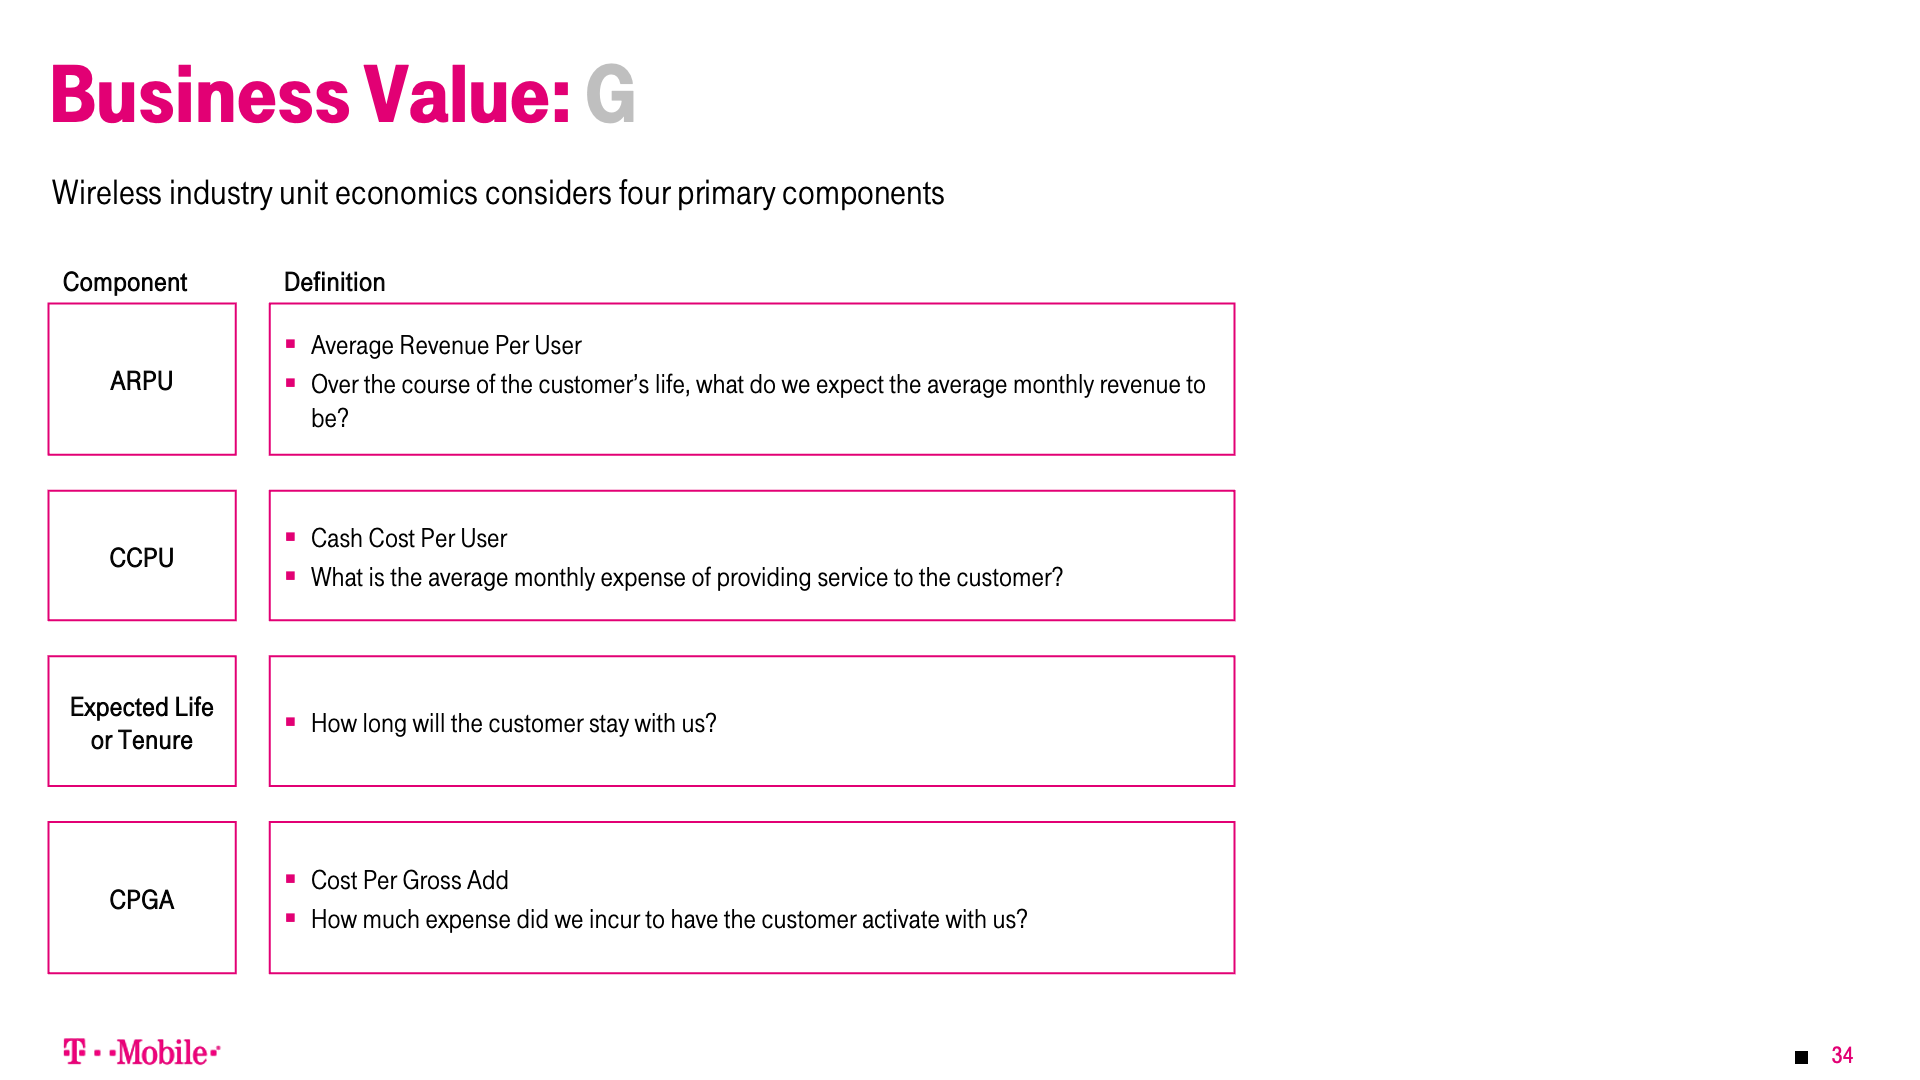 Business Value: G
Wireless industry unit economics considers four primary components
Component
Definition
ARPU
▪ Average Revenue Per User
▪ Over the course of the customer’s life, what do we expect the average monthly revenue to
be?
CCPU
▪ Cash Cost Per User
▪ What is the average monthly expense of providing service to the customer?
Expected Life
or Tenure
▪ How long will the customer stay with us?
CPGA
▪ Cost Per Gross Add
▪ How much expense did we incur to have the customer activate with us?
T··Mobile·
34